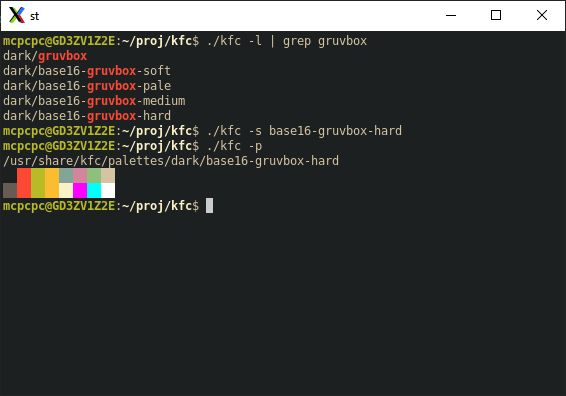 st
mcpcpc@GD3ZV1Z2E:~/proj/kfc$ ./kfc -l | grep gruvbox
dark/gruvbox
dark/base16-gruvbox-soft
dark/base16-gruvbox-pale
dark/base16-gruvbox-medium
dark/base16-gruvbox-hard
mcpcpc@GD3ZV1Z2E:~/proj/kfc$ ./kfc -s base16-gruvbox-hard
mcpcpc@GD3ZV1Z2E:~/proj/kfc$ ./kfc -p
/usr/share/kfc/palettes/dark/base16-gruvbox-hard
mcpcpc@GD3ZV1Z2E:~/proj/kfc$